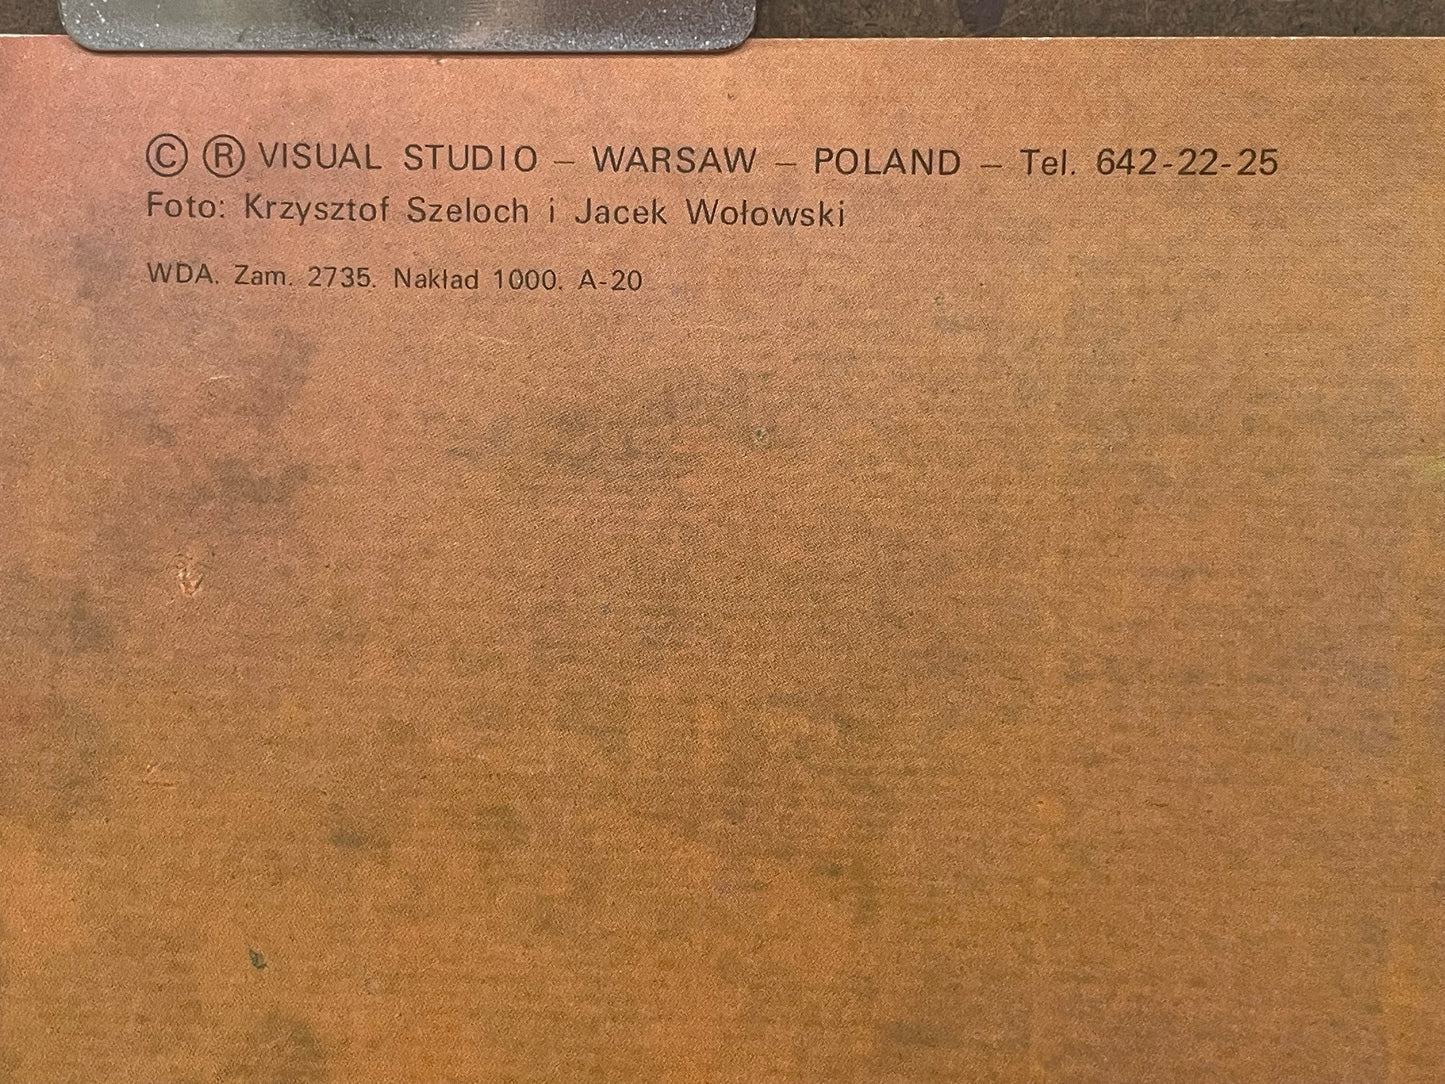 © ® VISUAL STUDIO – WARSAW – POLAND – Tel. 642-22-25
Foto: Krzysztof Szeloch i Jacek Wołowski
WDA. Zam. 2735. Nakład 1000. A-20